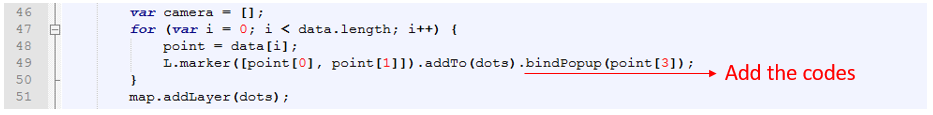 46 var camera = [];
47 for (var i = 0; i < data.length; i++) {
48 point = data[i];
49 L.marker([point[0], point[1]]).addTo(dots).bindPopup(point[3]);
Add the codes
50 }
51 map.addLayer(dots);